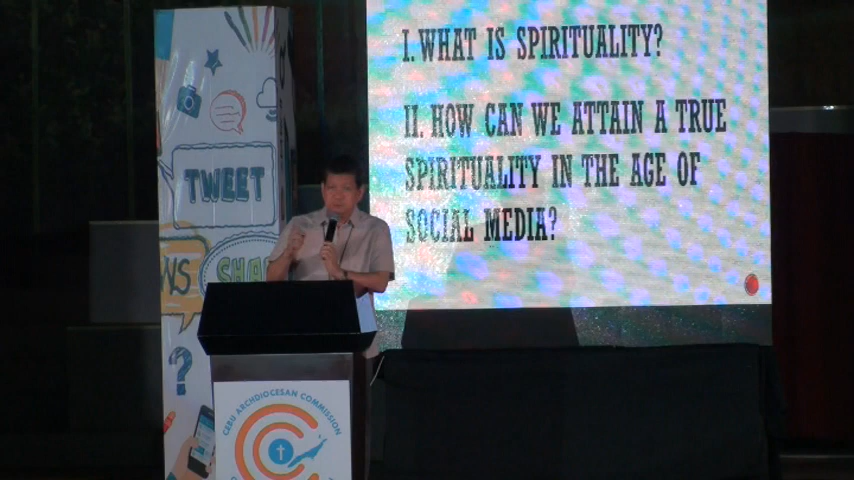 I. WHAT IS SPIRITUALITY?
II. HOW CAN WE ATTAIN A TRUE
SPIRITUALITY IN THE AGE OF
SOCIAL MEDIA?
TWEET
?
CEBU ARCHDIOCESAN COMMISSION